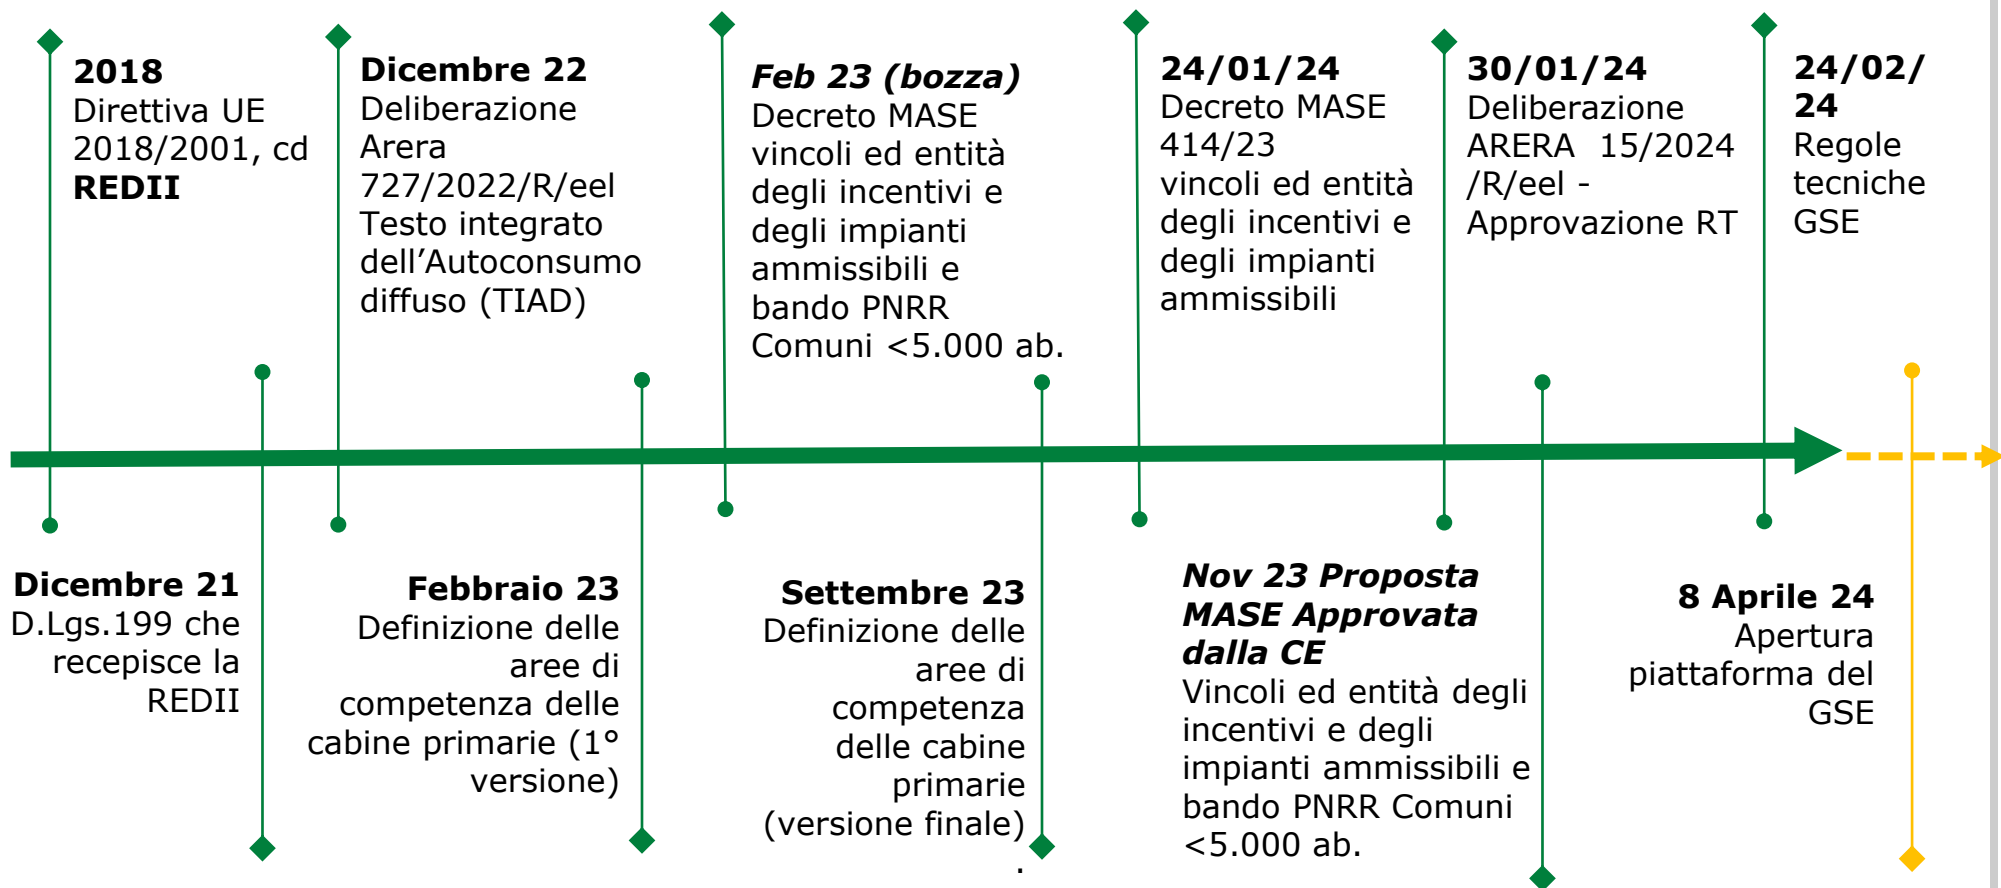 2018
Direttiva UE
2018/2001, cd
REDII
Dicembre 22
Deliberazione
Arera
727/2022/R/eel
Testo integrato
dell’Autoconsumo
diffuso (TIAD)
Feb 23 (bozza)
Decreto MASE
vincoli ed entità
degli incentivi e
degli impianti
ammissibili e
bando PNRR
Comuni <5.000 ab.
24/01/24
Decreto MASE
414/23
vincoli ed entità
degli incentivi e
degli impianti
ammissibili
30/01/24
Deliberazione
ARERA 15/2024
/R/eel -
Approvazione RT
24/02/
24
Regole
tecniche
GSE
Dicembre 21
D.Lgs.199 che
recepisce la
REDII
Febbraio 23
Definizione delle
aree di
competenza delle
cabine primarie (1°
versione)
Settembre 23
Definizione delle
aree di
competenza
delle cabine
primarie
(versione finale)
.
Nov 23 Proposta
MASE Approvata
dalla CE
Vincoli ed entità degli
incentivi e degli
impianti ammissibili e
bando PNRR Comuni
<5.000 ab.
8 Aprile 24
Apertura
piattaforma del
GSE